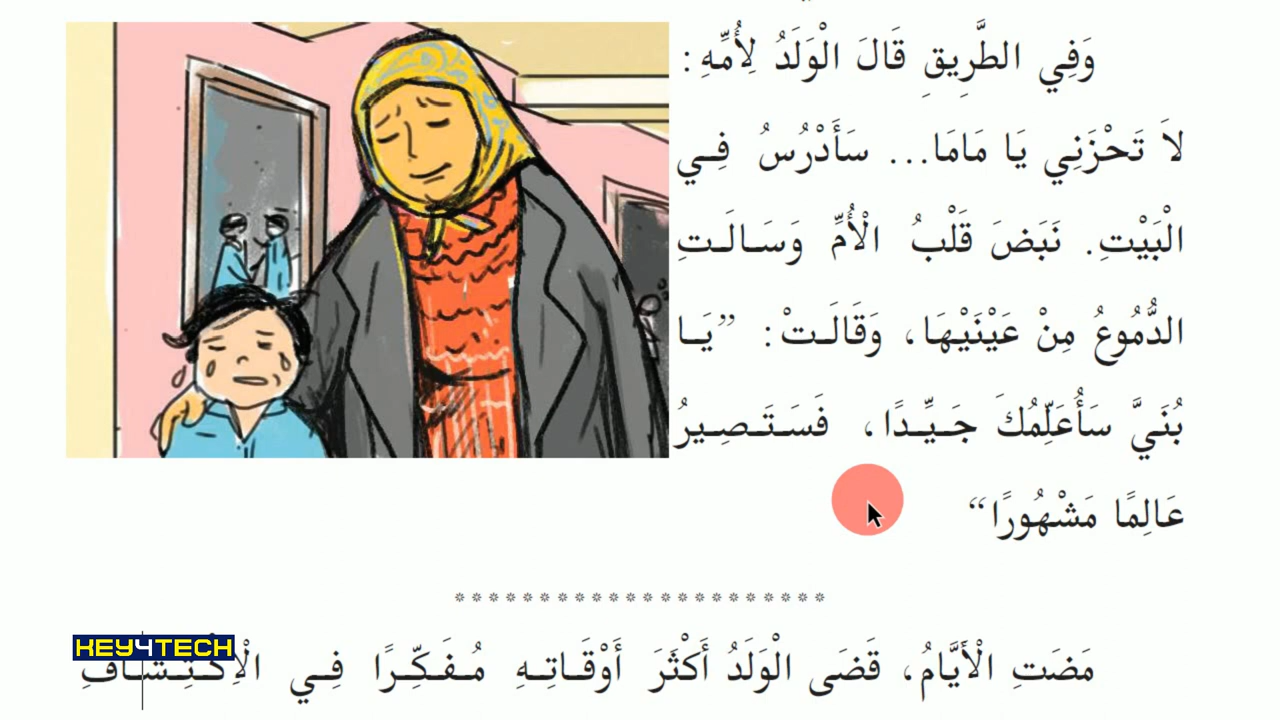 وَفِي الطَّرِيقِ قَالَ الْوَلَدُ لِأُمِّهِ:
لاَ تَحْزَنِي يَا مَامَا... سَأَدْرُسُ فِي
الْبَيْتِ. نَبَضَ قَلْبُ الْأُمِّ وَسَالَتِ
الدُّمُوعُ مِنْ عَيْنَيْهَا، وَقَالَتْ: ”يَا
بُنَيَّ سَأُعَلِّمُكَ جَيِّدًا، فَسَتَصِيرُ
عَالِمًا مَشْهُورًا“
KEY4TECH
مَضَتِ الْأَيَّامُ، قَضَى الْوَلَدُ أَكْثَرَ أَوْقَاتِهِ مُفَكِّرًا فِي الْاِكْتِشَافِ